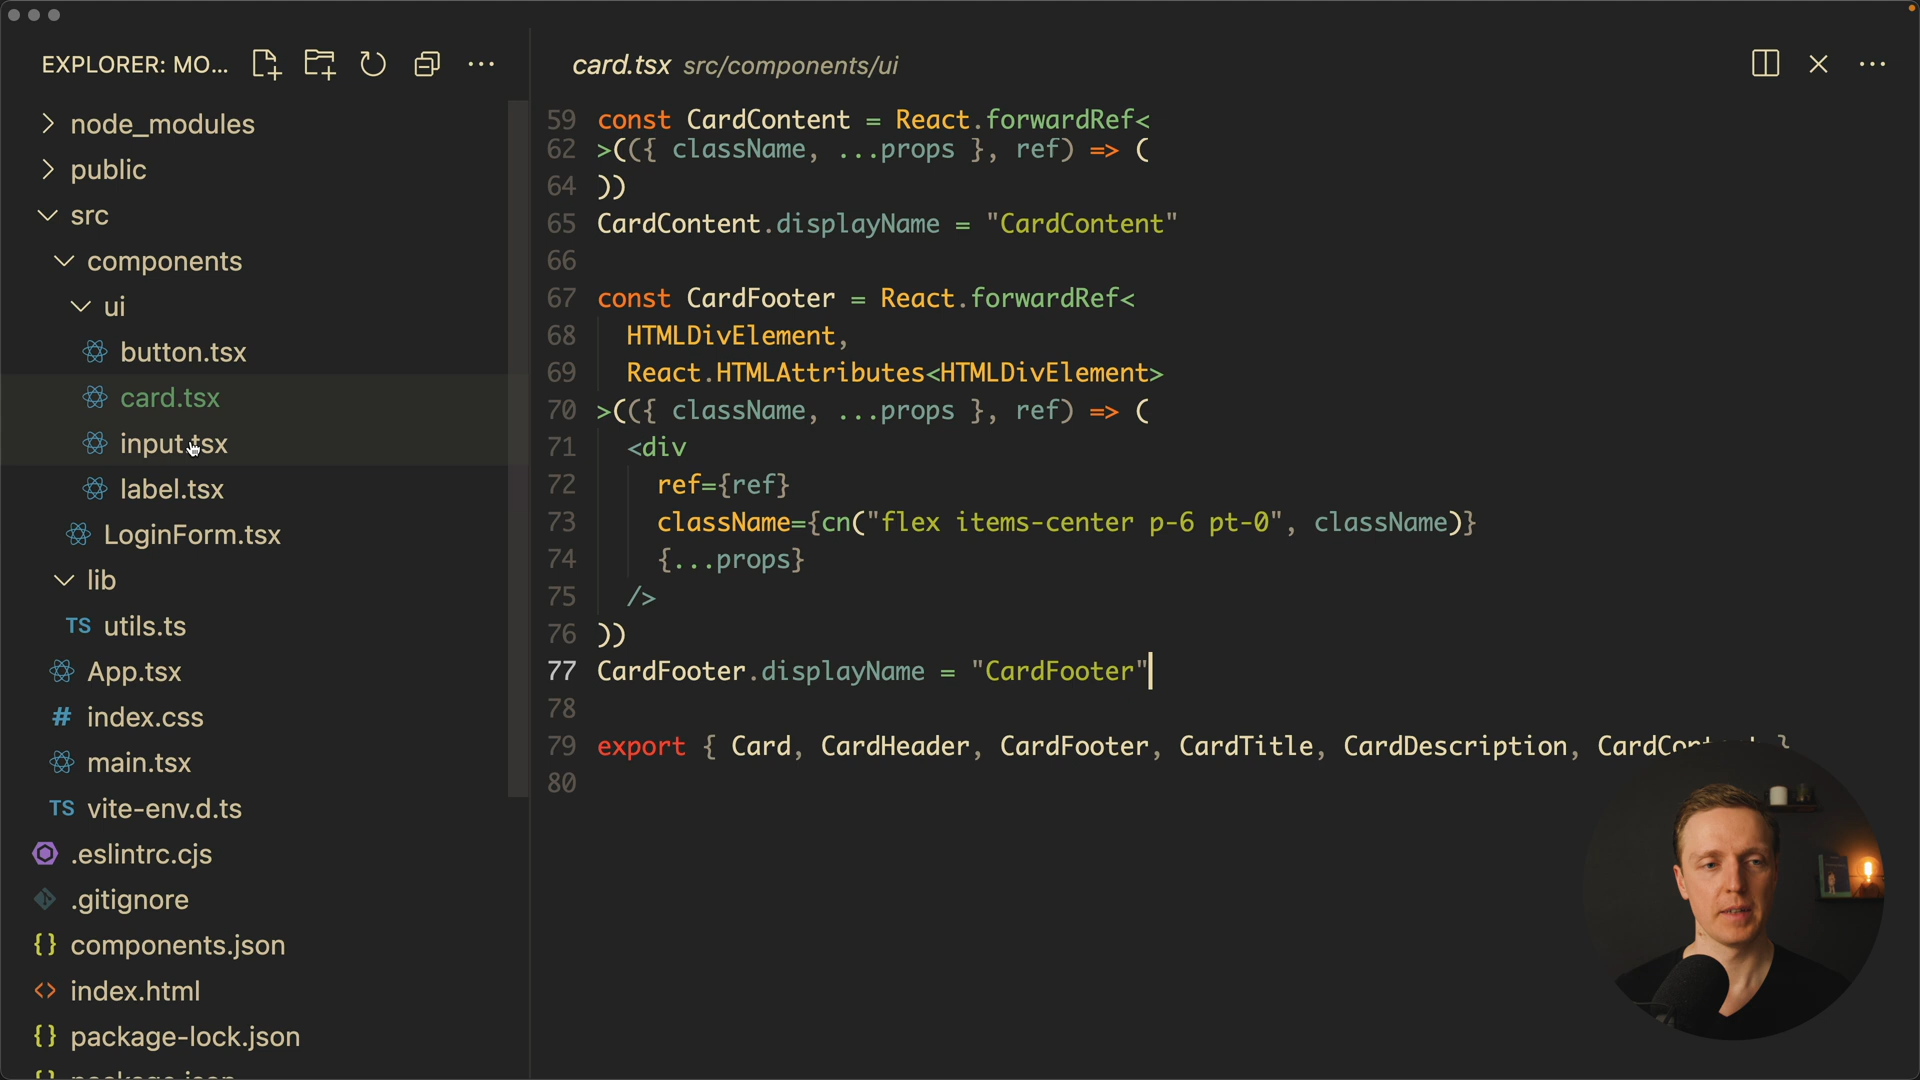 EXPLORER: MO...
node_modules
public
src
components
ui
button.tsx
card.tsx
input.tsx
label.tsx
LoginForm.tsx
lib
TS utils.ts
App.tsx
# index.css
main.tsx
TS vite-env.d.ts
.eslintrc.cjs
.gitignore
{} components.json
<> index.html
{} package-lock.json
card.tsx src/components/ui
59 const CardContent = React.forwardRef<
62 >(({ className, ...props }, ref) => (
64 ))
65 CardContent.displayName = "CardContent"
66
67 const CardFooter = React.forwardRef<
68 HTMLDivElement,
69 React.HTMLAttributes<HTMLDivElement>
70 >(({ className, ...props }, ref) => (
71 <div
72 ref={ref}
73 className={cn("flex items-center p-6 pt-0", className)}
74 {...props}
75 />
76 ))
77 CardFooter.displayName = "CardFooter"
78
79 export { Card, CardHeader, CardFooter, CardTitle, CardDescription, CardContent }
80